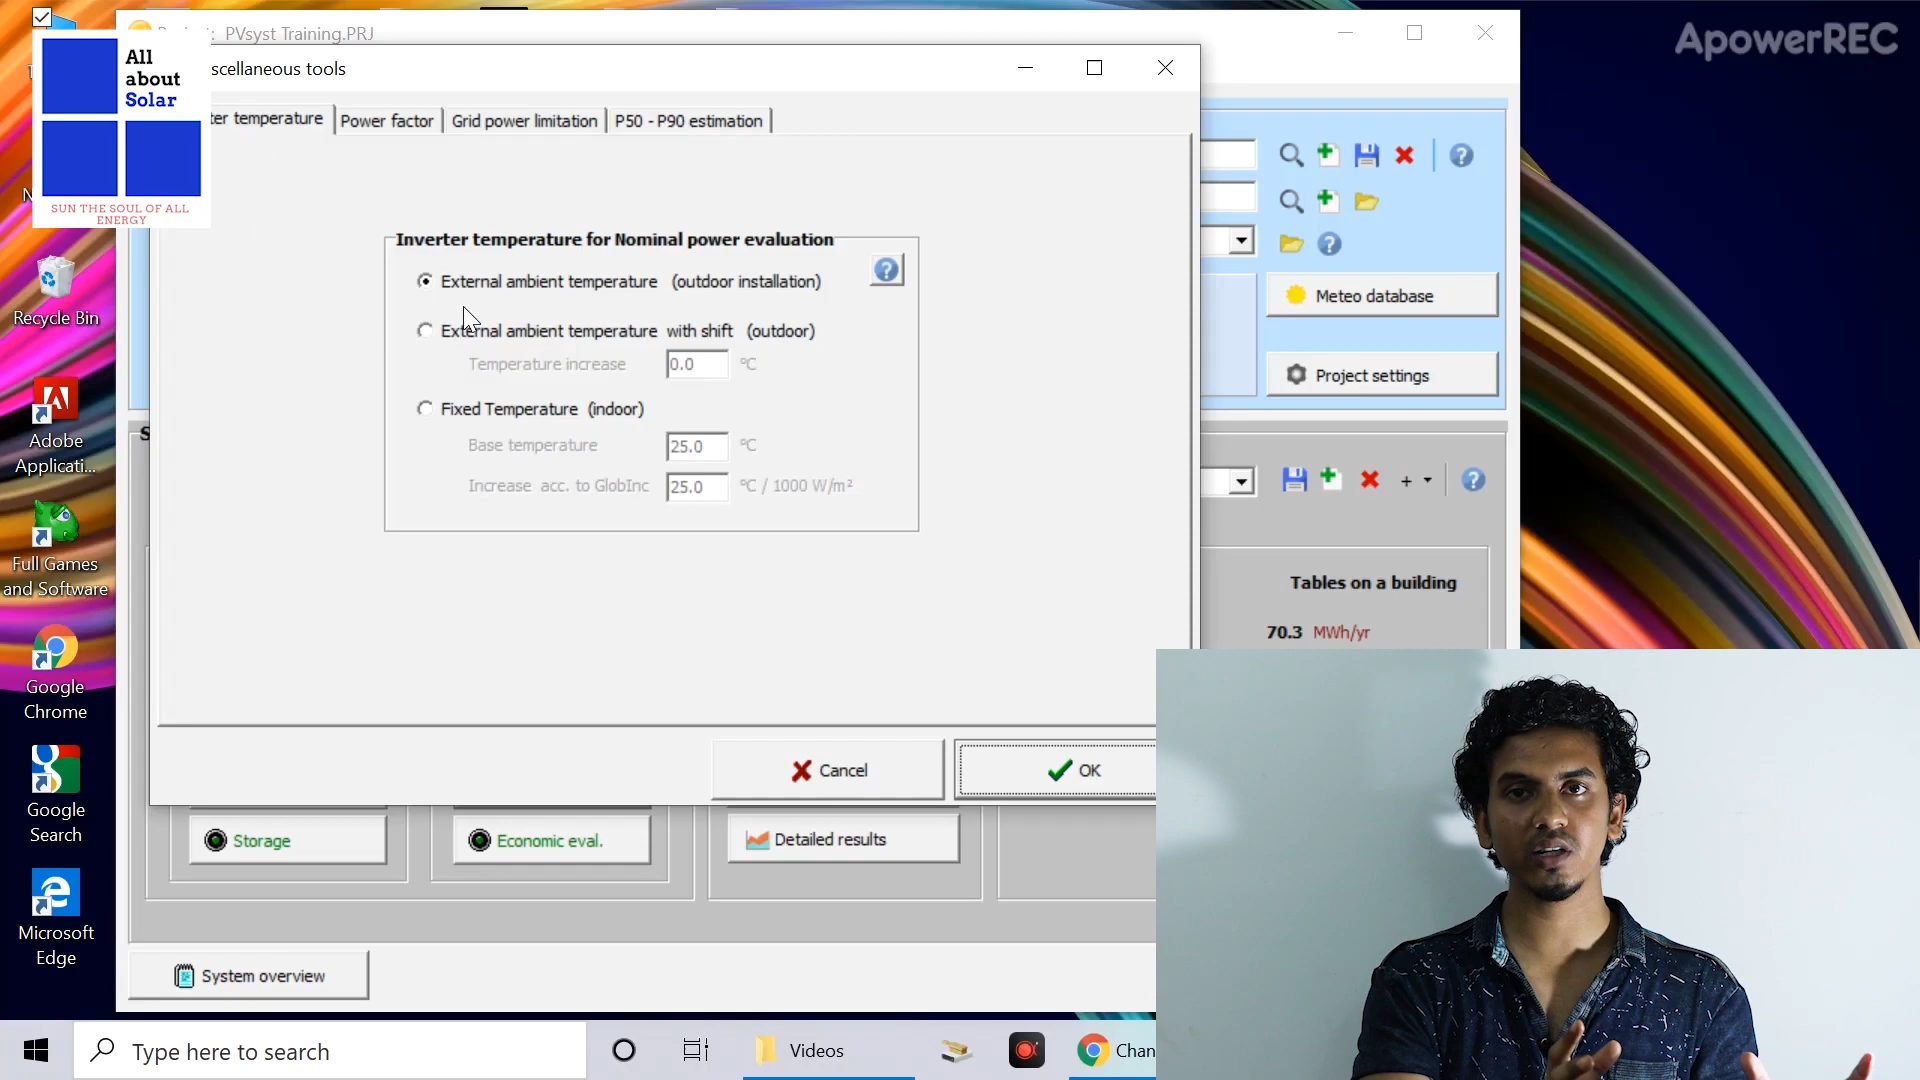 ApowerREC
PVsyst Training.PRJ
scellaneous tools
All
about
Solar
SUN THE SOUL OF ALL
ENERGY
ter temperature
Power factor
Grid power limitation
P50 - P90 estimation
Inverter temperature for Nominal power evaluation
External ambient temperature (outdoor installation)
External ambient temperature with shift (outdoor)
Temperature increase 0.0 °C
Fixed Temperature (indoor)
Base temperature 25.0 °C
Increase acc. to GlobInc 25.0 °C / 1000 W/m²
Cancel
OK
Meteo database
Project settings
Tables on a building
70.3 MWh/yr
Storage
Economic eval.
Detailed results
System overview
Recycle Bin
Adobe
Applicati...
Full Games
and Software
Google
Chrome
Google
Search
Microsoft
Edge
Type here to search
Videos
Chan